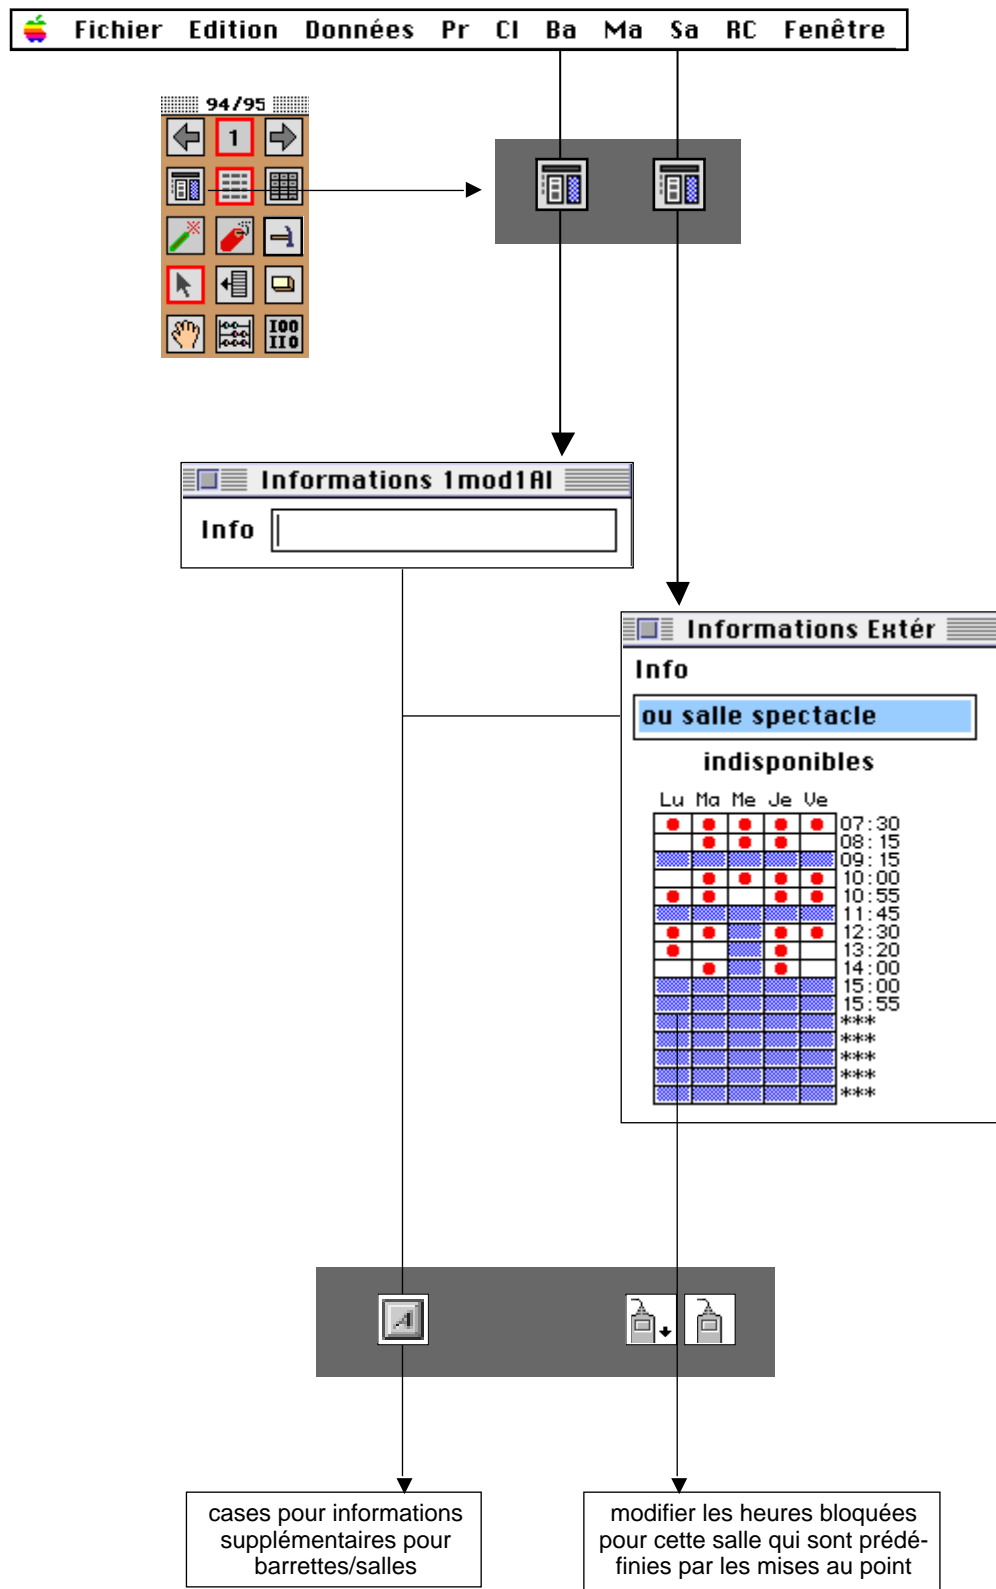 Fichier Edition Données Pr Cl Ba Ma Sa RC Fenêtre
94/95
1
I00
II0
Informations 1mod1Al
Info
Informations Extér
Info
ou salle spectacle
indisponibles
Lu Ma Me Je Ve
07:30
08:15
09:15
10:00
10:55
11:45
12:30
13:20
14:00
15:00
15:55
***
***
***
***
***
A
cases pour informations
supplémentaires pour
barrettes/salles
modifier les heures bloquées
pour cette salle qui sont prédé-
finies par les mises au point